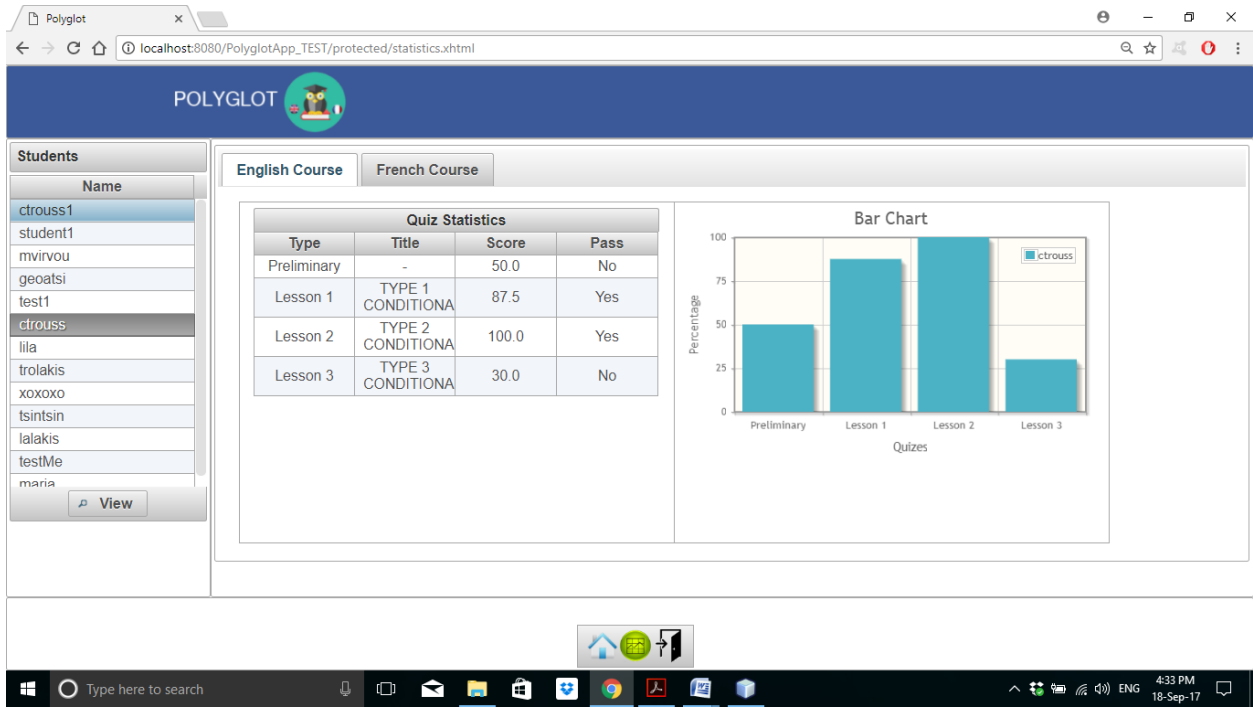 Polyglot
localhost:8080/PolyglotApp_TEST/protected/statistics.xhtml
POLYGLOT
Students
Name
ctrouss1
student1
mvirvou
geoatsi
test1
ctrouss
lila
trolakis
xoxoxo
tsintsin
lalakis
testMe
maria
View
English Course
French Course
Quiz Statistics
Type Title Score Pass
Preliminary - 50.0 No
Lesson 1 TYPE 1 CONDITIONA 87.5 Yes
Lesson 2 TYPE 2 CONDITIONA 100.0 Yes
Lesson 3 TYPE 3 CONDITIONA 30.0 No
Bar Chart
ctrouss
100
75
50
25
0
Percentage
Preliminary Lesson 1 Lesson 2 Lesson 3
Quizes
Type here to search
ENG
4:33 PM
18-Sep-17